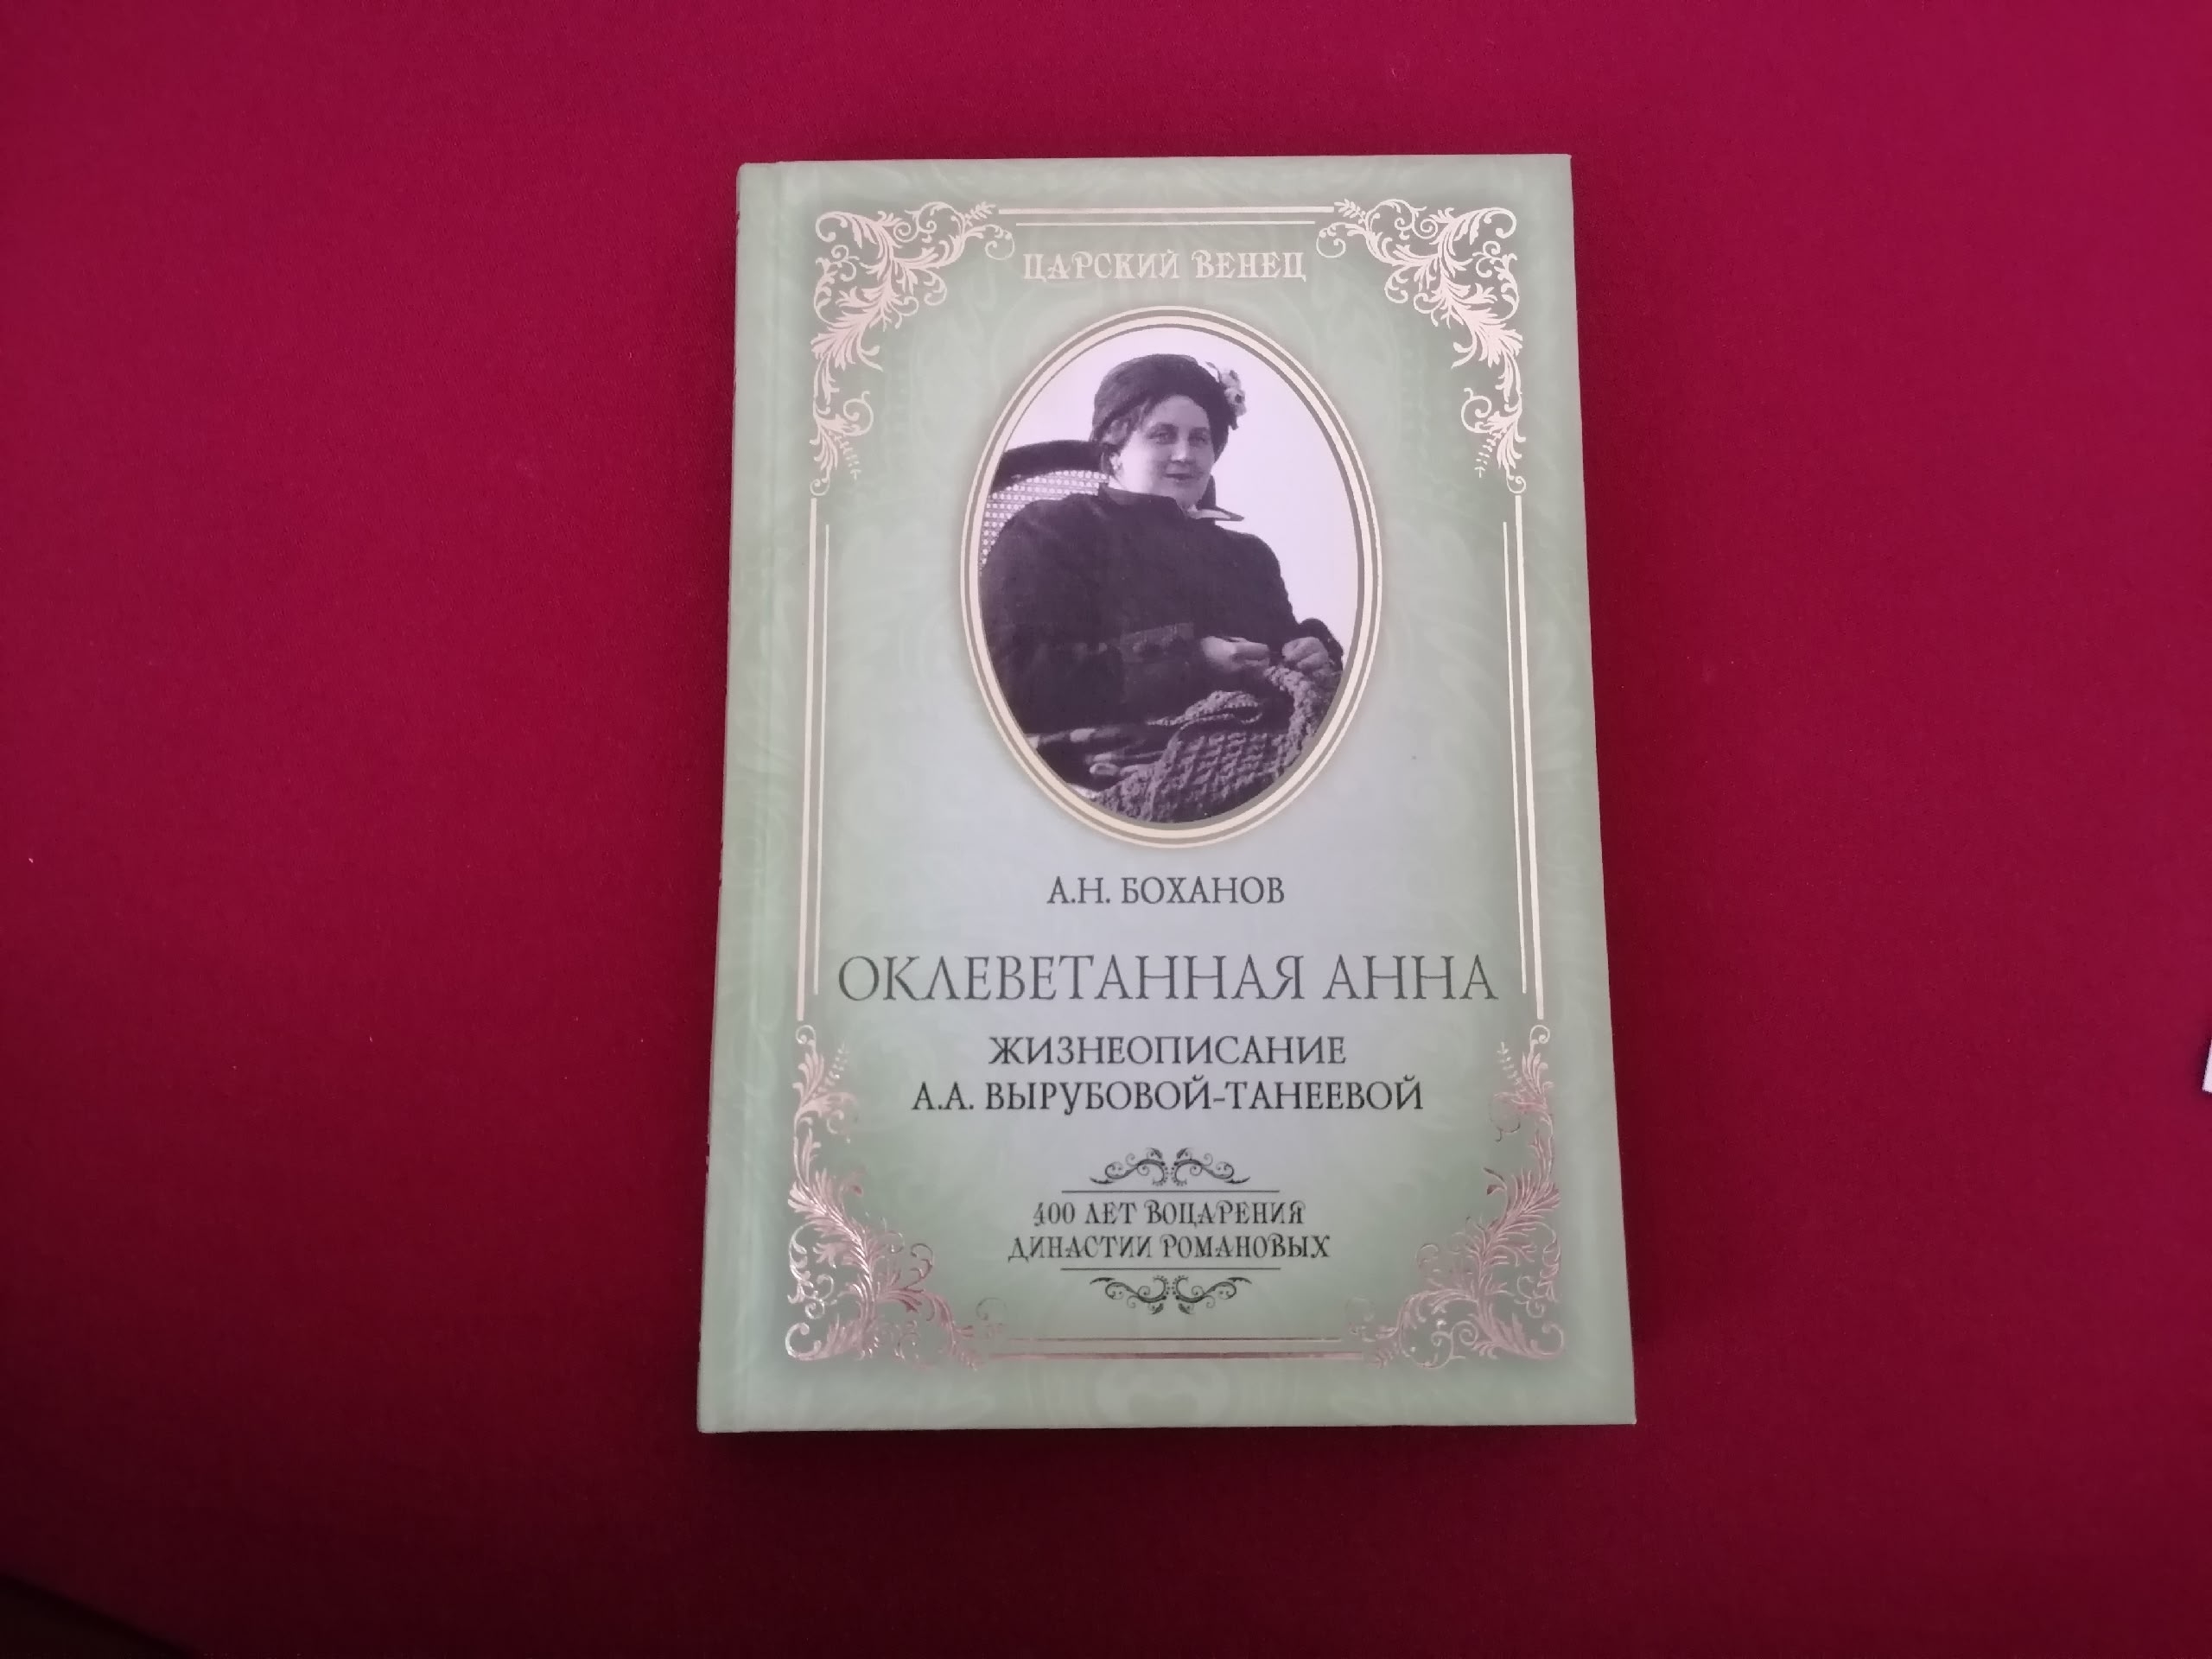 ЦАРСКИЙ ВЕНЕЦ
А.Н. БОХАНОВ
ОКЛЕВЕТАННАЯ АННА
ЖИЗНЕОПИСАНИЕ
А.А. ВЫРУБОВОЙ-ТАНЕЕВОЙ
400 ЛЕТ ВОЦАРЕНИЯ
ДИНАСТИИ РОМАНОВЫХ